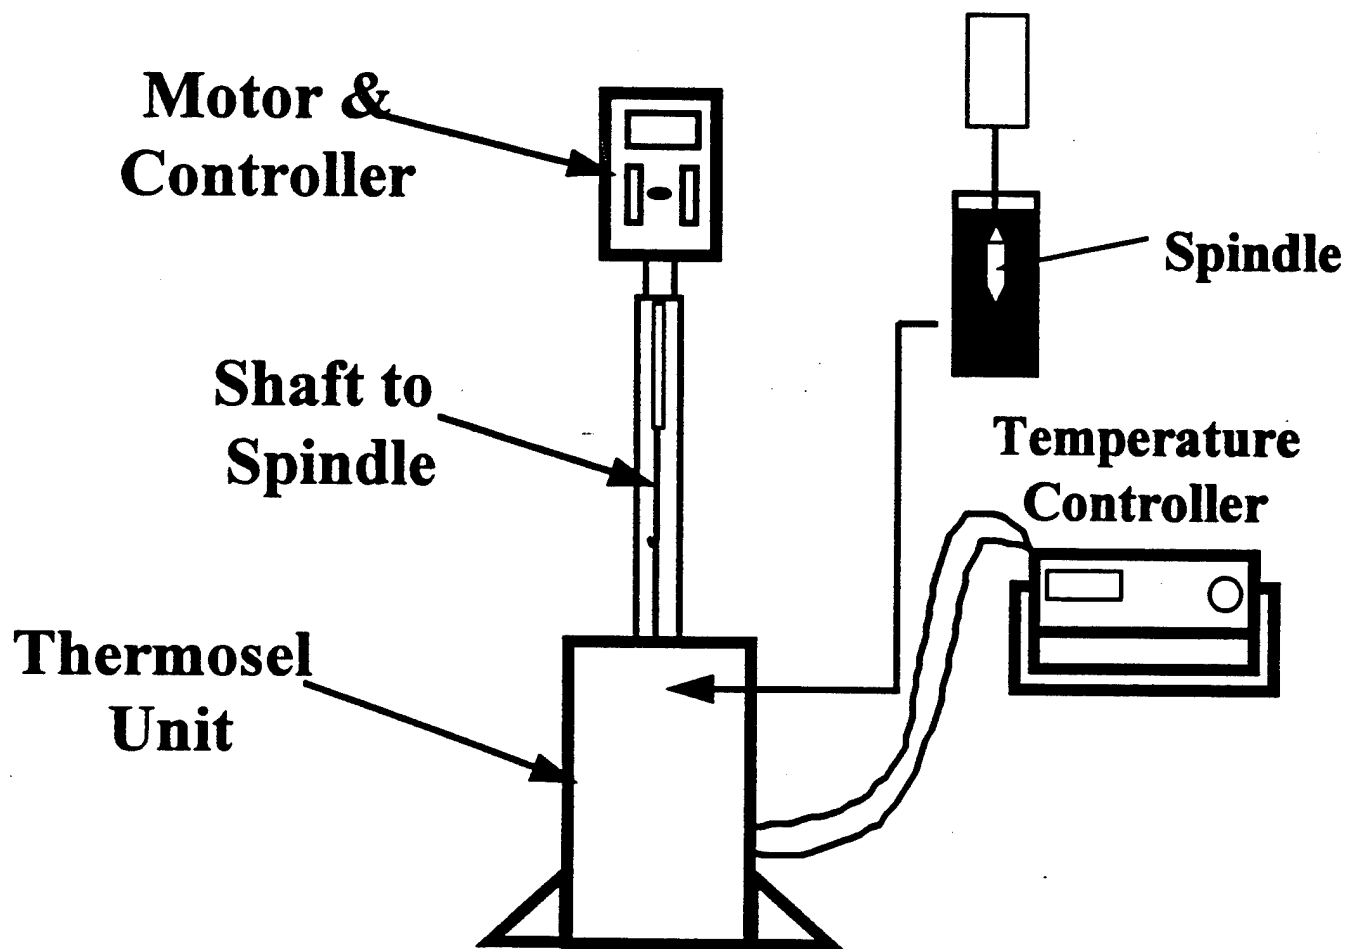 Motor &
Controller
Spindle
Shaft to
Spindle
Temperature
Controller
Thermosel
Unit